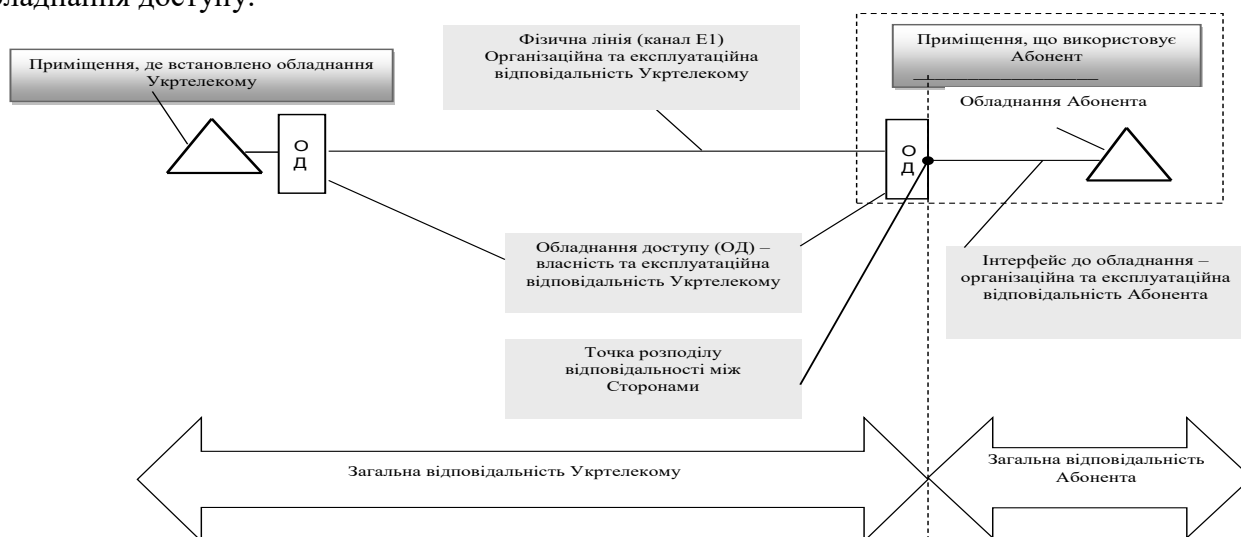 обладнання доступу.
Фізична лінія (канал Е1)
Організаційна та експлуатаційна
відповідальність Укртелекому
Приміщення, що використовує
Абонент
Приміщення, де встановлено обладнання
Укртелекому
Обладнання Абонента
О
Д
О
Д
Обладнання доступу (ОД) –
власність та експлуатаційна
відповідальність Укртелекому
Інтерфейс до обладнання –
організаційна та експлуатаційна
відповідальність Абонента
Точка розподілу
відповідальності між
Сторонами
Загальна відповідальність Укртелекому
Загальна відповідальність
Абонента